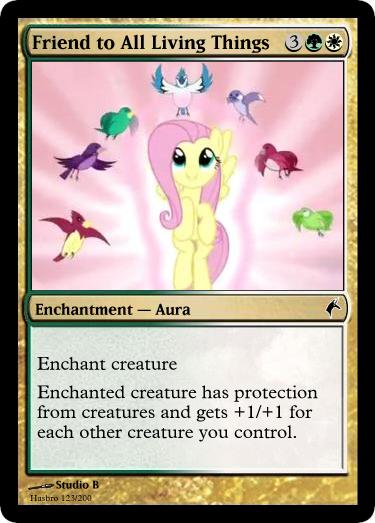 Friend to All Living Things 3
Enchantment — Aura
Enchant creature
Enchanted creature has protection
from creatures and gets +1/+1 for
each other creature you control.
Studio B
Hasbro 123/200